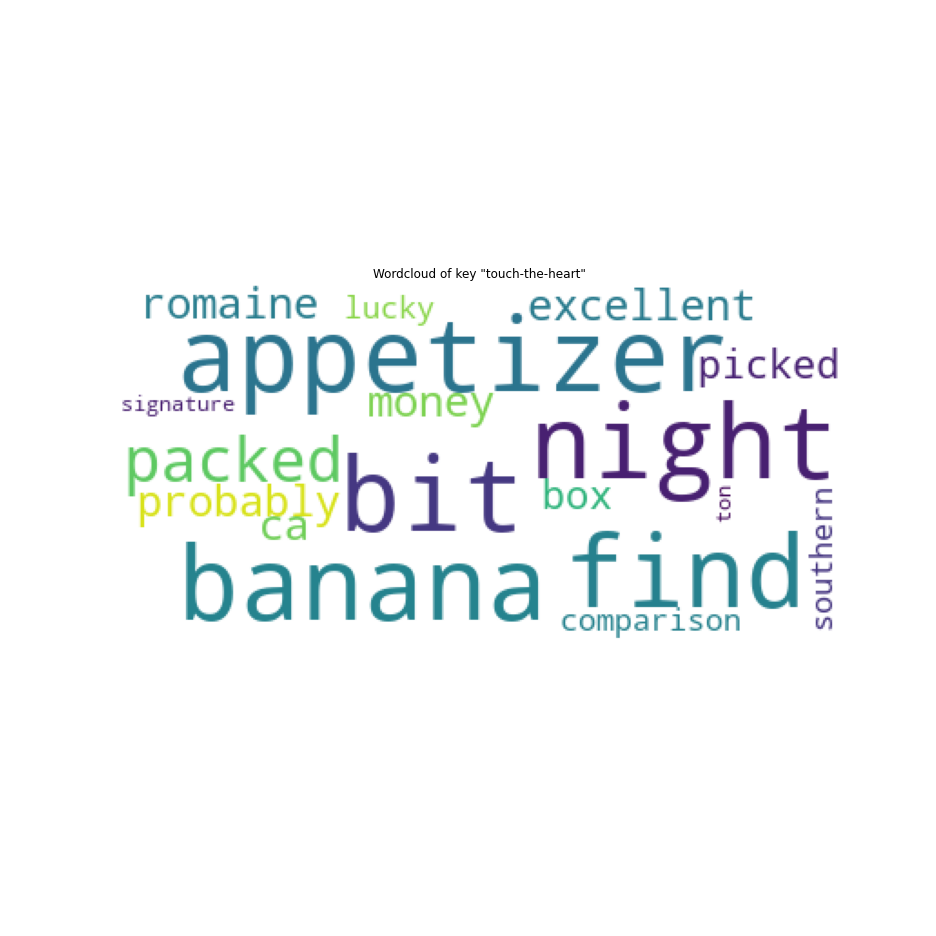 Wordcloud of key "touch-the-heart"
romaine lucky excellent
appetizer
picked
signature
money
night
packed
bit
probably
box
ton
southern
ca
banana
find
comparison